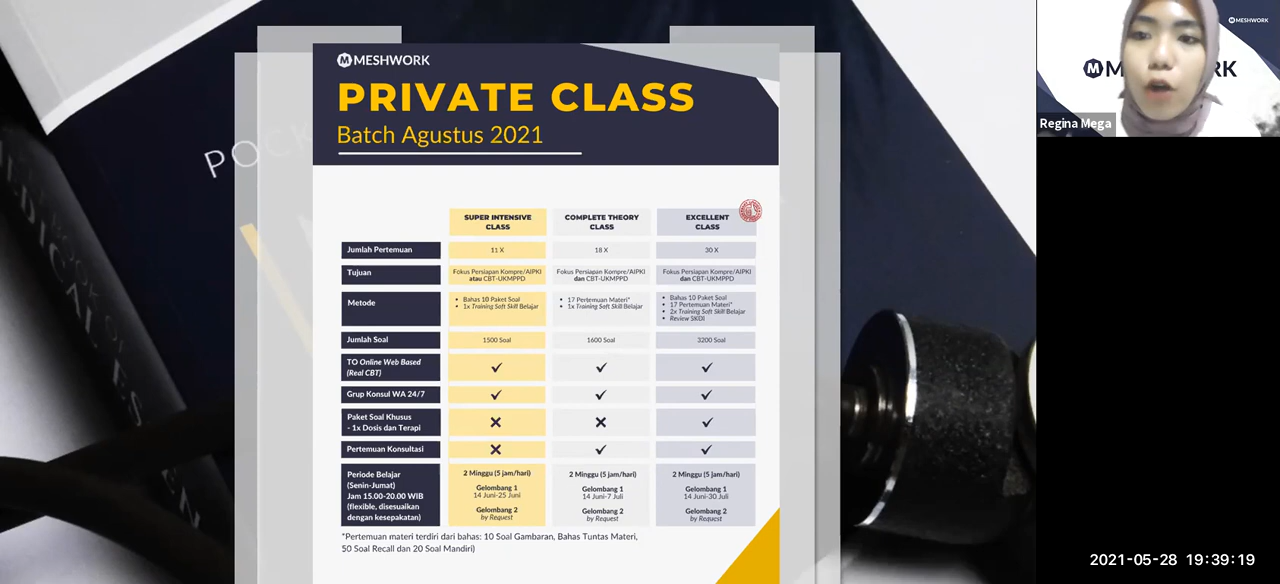 MESHWORK
PRIVATE CLASS
Batch Agustus 2021
POCK
SUPER INTENSIVE
CLASS
COMPLETE THEORY
CLASS
EXCELLENT
CLASS
Jumlah Pertemuan
11 X
18 X
30 X
Tujuan
Fokus Persiapan Kompre/AIPKI
atau CBT-UKMPPD
Fokus Persiapan Kompre/AIPKI
dan CBT-UKMPPD
Fokus Persiapan Kompre/AIPKI
dan CBT-UKMPPD
Metode
• Bahas 10 Paket Soal
• 1x Training Soft Skill Belajar
• 17 Pertemuan Materi*
• 1x Training Soft Skill Belajar
• Bahas 10 Paket Soal
• 17 Pertemuan Materi*
• 2x Training Soft Skill Belajar
• Review SKDI
Jumlah Soal
1500 Soal
1600 Soal
3200 Soal
TO Online Web Based
(Real CBT)
✓
✓
✓
Grup Konsul WA 24/7
✓
✓
✓
Paket Soal Khusus
- 1x Dosis dan Terapi
×
×
✓
Pertemuan Konsultasi
×
✓
✓
Periode Belajar
(Senin-Jumat)
Jam 15.00-20.00 WIB
(flexible, disesuaikan
dengan kesepakatan)
2 Minggu (5 jam/hari)
Gelombang 1
14 Juni-25 Juni
Gelombang 2
by Request
2 Minggu (5 jam/hari)
Gelombang 1
14 Juni-7 Juli
Gelombang 2
by Request
2 Minggu (5 jam/hari)
Gelombang 1
14 Juni-30 Juli
Gelombang 2
by Request
*Pertemuan materi terdiri dari bahas: 10 Soal Gambaran, Bahas Tuntas Materi,
50 Soal Recall dan 20 Soal Mandiri)
MESHWORK
Regina Mega
2021-05-28 19:39:19